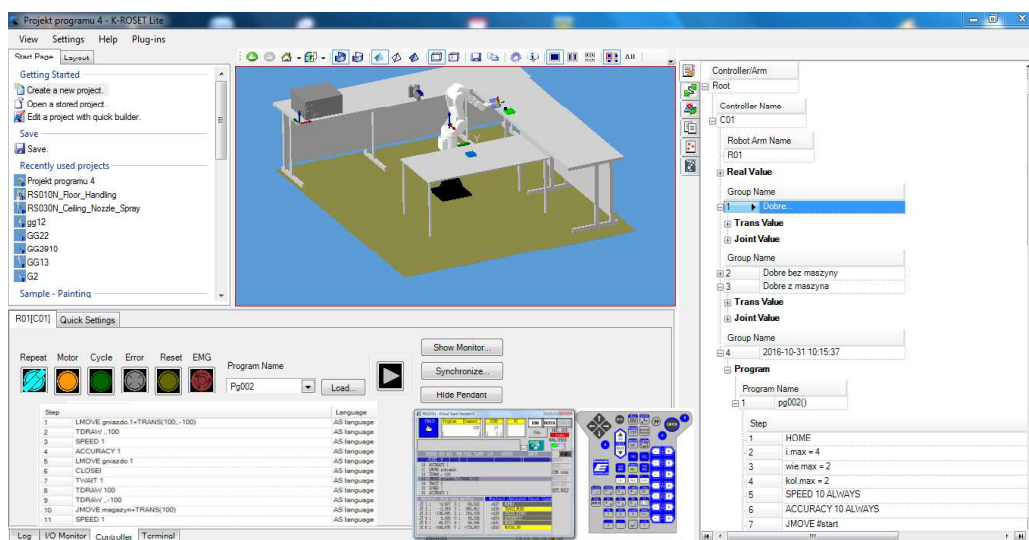 Projekt programu 4 - K-ROSET Lite
View Settings Help Plug-ins
Start Page Layout
All
Getting Started
Create a new project.
Open a stored project.
Edit a project with quick builder.
Save
Save.
Recently used projects
Projekt programu 4
RS010N_Floor_Handling
RS030N_Ceiling_Nozzle_Spray
gg12
GG22
GG2910
GG13
G2
Sample - Painting
R01[C01] Quick Settings
Repeat Motor Cycle Error Reset EMG
Program Name
Pg002
Load...
Show Monitor...
Synchronize...
Hide Pendant
Step Language
1 LMOVE gniazdo.1+TRANS(100,,-100) AS language
2 TDRAW ,,100 AS language
3 SPEED 1 AS language
4 ACCURACY 1 AS language
5 LMOVE gniazdo.1 AS language
6 CLOSEI AS language
7 TWAIT 1 AS language
8 TDRAW 100 AS language
9 TDRAW ,,-100 AS language
10 JMOVE magazyn+TRANS(100) AS language
11 SPEED 1 AS language
Log I/O Monitor Controller Terminal
Controller/Arm
Root
Controller Name
C01
Robot Arm Name
R01
Real Value
Group Name
1 Dobre...
Trans Value
Joint Value
Group Name
2 Dobre bez maszyny
3 Dobre z maszyna
Trans Value
Joint Value
Group Name
4 2016-10-31 10:15:37
Program
Program Name
1 pg002()
Step
1 HOME
2 i.max = 4
3 wie.max = 2
4 kol.max = 2
5 SPEED 10 ALWAYS
6 ACCURACY 10 ALWAYS
7 JMOVE #start